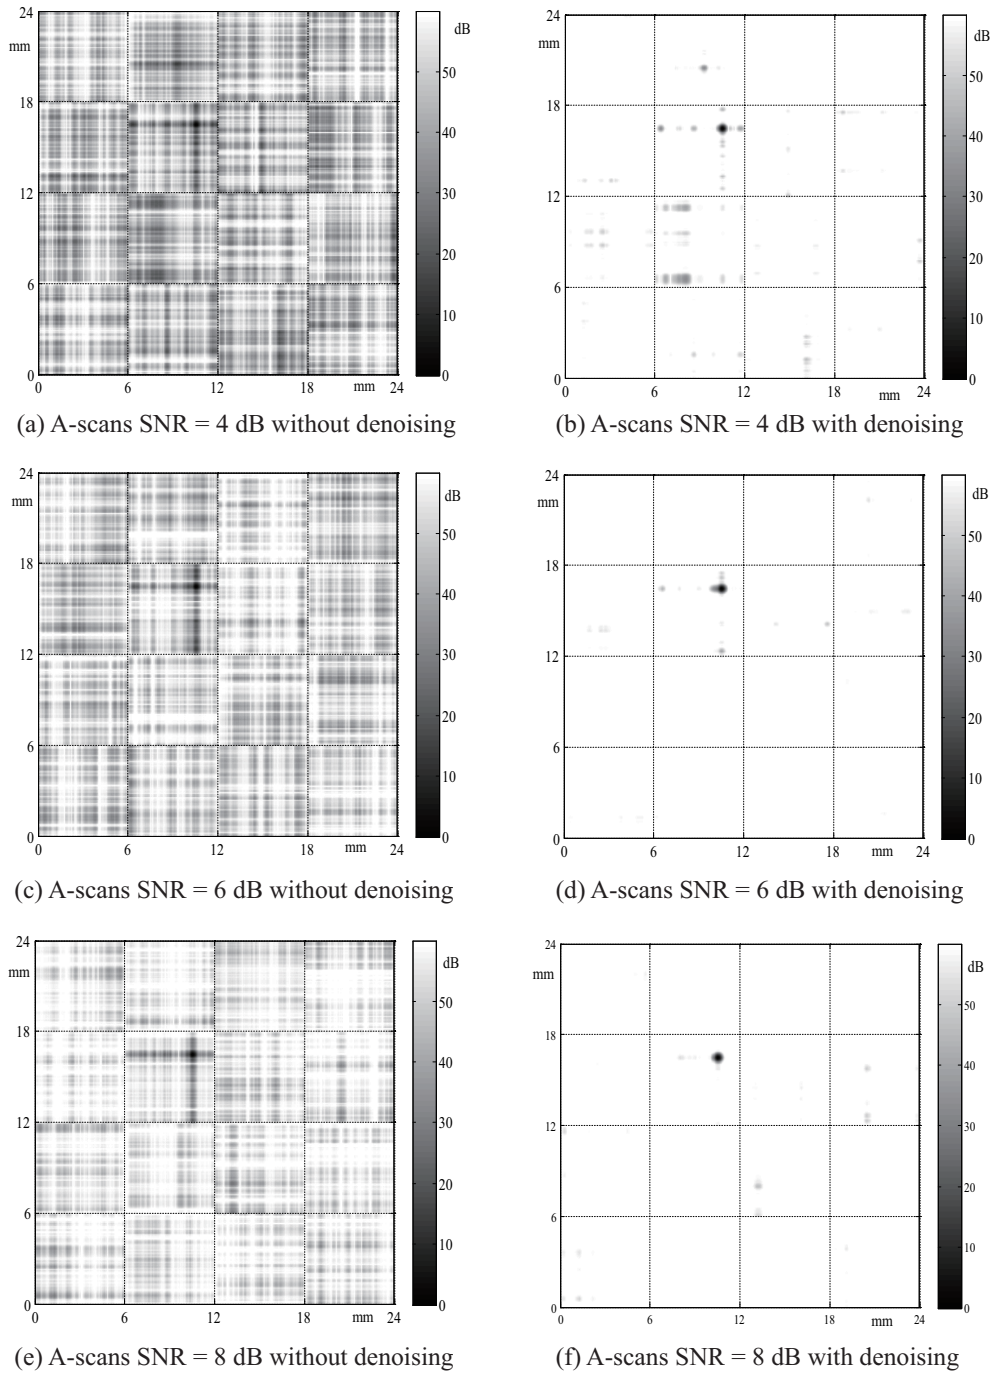 24
mm
18
12
6
0
0 6 12 18 mm 24
dB
50
40
30
20
10
0
24
mm
18
12
6
0
0 6 12 18 mm 24
dB
50
40
30
20
10
0
(a) A-scans SNR = 4 dB without denoising
(b) A-scans SNR = 4 dB with denoising
24
mm
18
12
6
0
0 6 12 18 mm 24
dB
50
40
30
20
10
0
24
mm
18
12
6
0
0 6 12 18 mm 24
dB
50
40
30
20
10
0
(c) A-scans SNR = 6 dB without denoising
(d) A-scans SNR = 6 dB with denoising
24
mm
18
12
6
0
0 6 12 18 mm 24
dB
50
40
30
20
10
0
24
mm
18
12
6
0
0 6 12 18 mm 24
dB
50
40
30
20
10
0
(e) A-scans SNR = 8 dB without denoising
(f) A-scans SNR = 8 dB with denoising